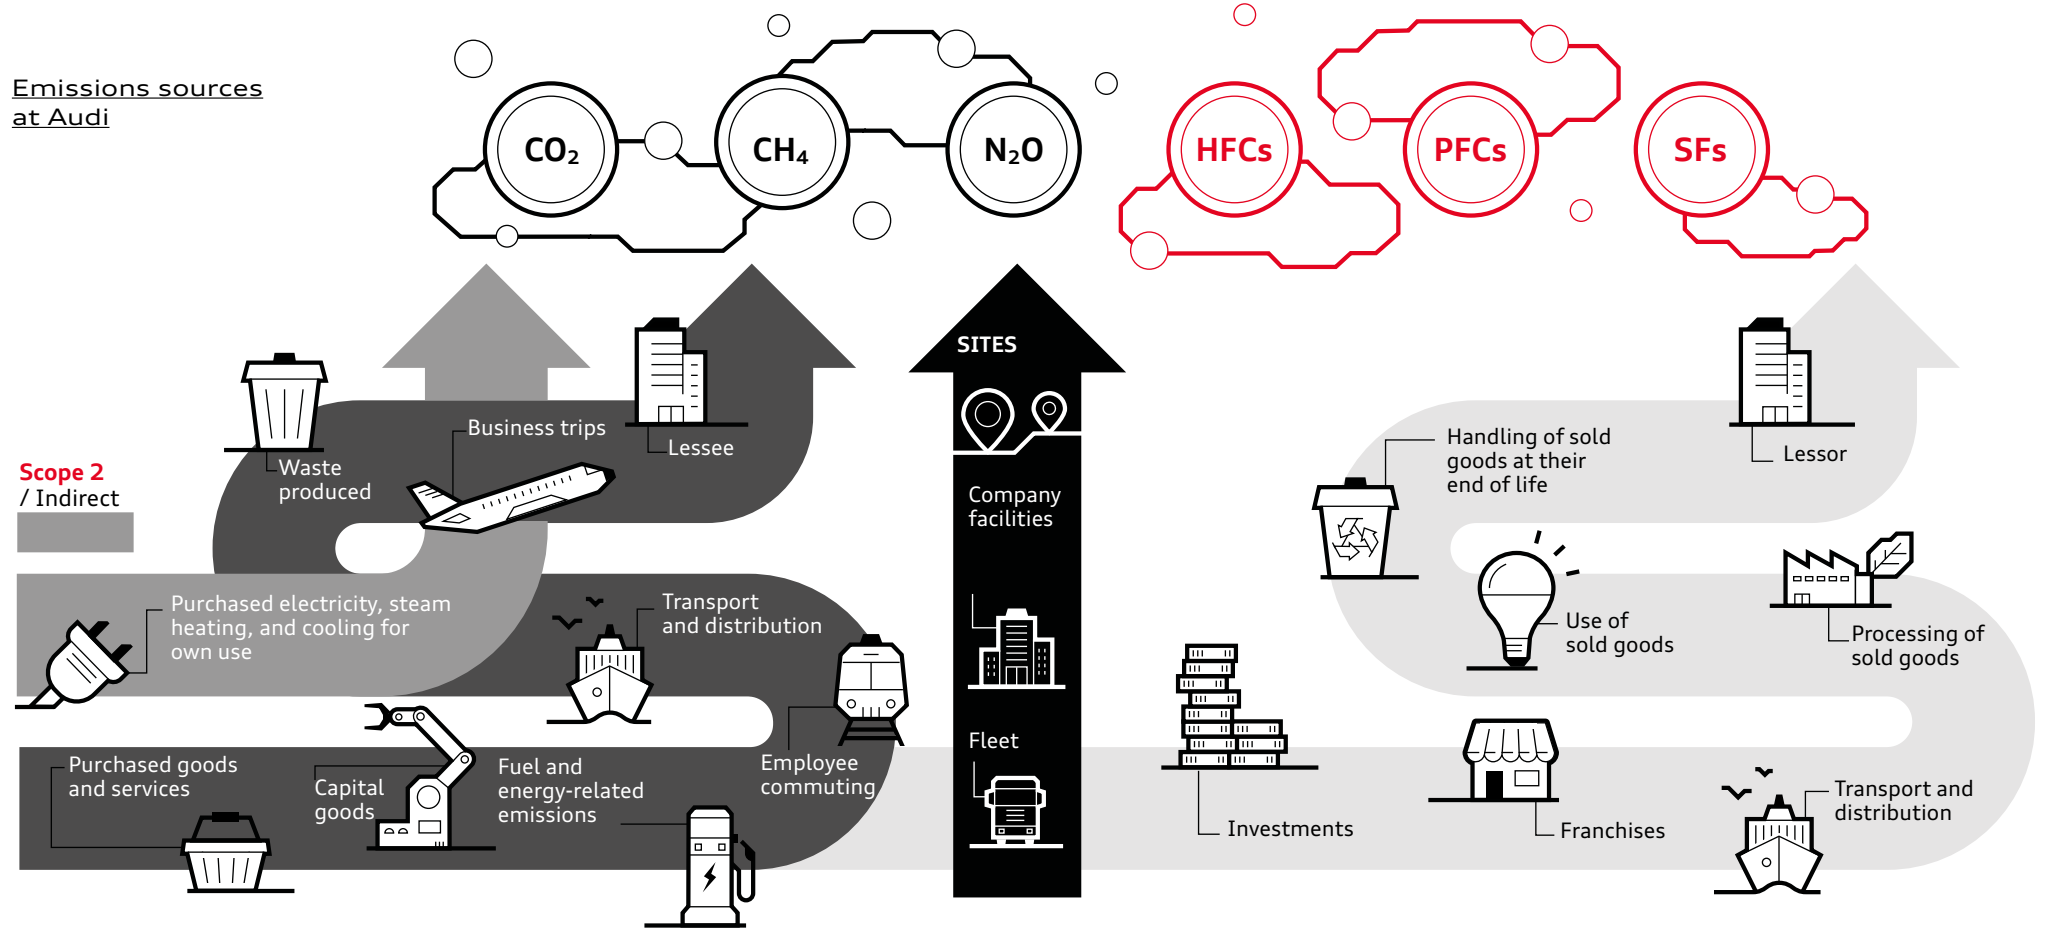 Emissions sources
at Audi
CO₂
CH₄
N₂O
HFCs
PFCs
SFs
SITES
Business trips
Lessee
Waste
produced
Scope 2
/ Indirect
Purchased electricity, steam
heating, and cooling for
own use
Transport
and distribution
Purchased goods
and services
Capital
goods
Fuel and
energy-related
emissions
Employee
commuting
Company
facilities
Fleet
Handling of sold
goods at their
end of life
Lessor
Use of
sold goods
Processing of
sold goods
Investments
Franchises
Transport and
distribution